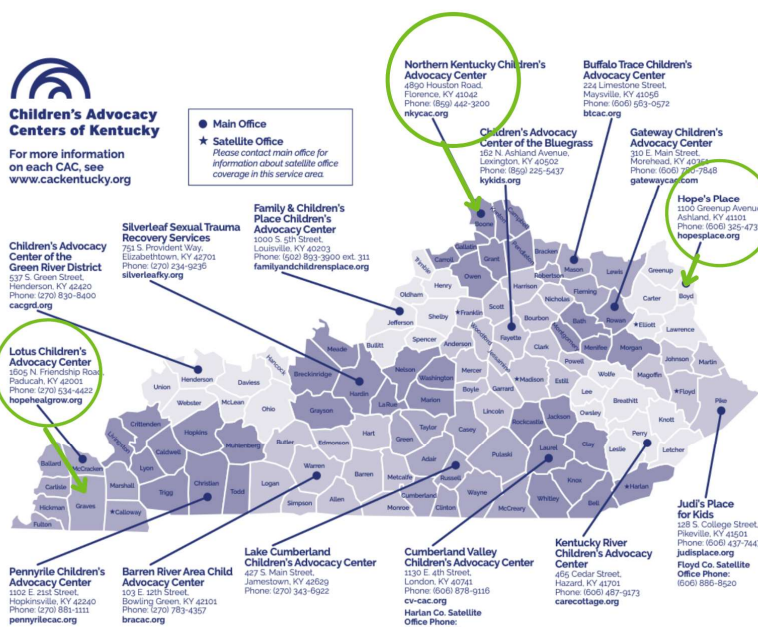 Children's Advocacy
Centers of Kentucky
For more information
on each CAC, see
www.cackentucky.org
Main Office
★ Satellite Office
Please contact main office for
information about satellite office
coverage in this service area.
Northern Kentucky Children's
Advocacy Center
4890 Houston Road,
Florence, KY 41042
Phone: (859) 442-3200
nkycac.org
Buffalo Trace Children's
Advocacy Center
224 Limestone Street,
Maysville, KY 41056
Phone: (606) 563-0572
btcac.org
Children's Advocacy
Center of the Bluegrass
162 N. Ashland Avenue,
Lexington, KY 40502
Phone: (859) 225-5437
kykids.org
Gateway Children's
Advocacy Center
310 E. Main Street,
Morehead, KY 40351
Phone: (606) 780-7848
gatewaycac.com
Hope's Place
1100 Greenup Avenue
Ashland, KY 41101
Phone: (606) 325-473
hopesplace.org
Family & Children's
Place Children's
Advocacy Center
1000 S. 5th Street,
Louisville, KY 40203
Phone: (502) 893-3900 ext. 311
familyandchildrensplace.org
Silverleaf Sexual Trauma
Recovery Services
751 S. Provident Way,
Elizabethtown, KY 42701
Phone: (270) 234-9236
silverleafky.org
Children's Advocacy
Center of the
Green River District
537 S. Green Street,
Henderson, KY 42420
Phone: (270) 830-8400
cacgrd.org
Lotus Children's
Advocacy Center
1605 N. Friendship Road,
Paducah, KY 42001
Phone: (270) 534-4422
hopehealgrow.org
Boone
Kenton
Campbell
Gallatin
Carroll
Grant
Pendleton
Bracken
Owen
Trimble
Mason
Lewis
Robertson
Greenup
Henry
Harrison
Fleming
Carter
Boyd
Oldham
Nicholas
Shelby
★Franklin
Scott
Bourbon
Bath
Rowan
★Elliott
Lawrence
Jefferson
Woodford
Fayette
Montgomery
Bullitt
Spencer
Anderson
Clark
Menifee
Morgan
Johnson
Martin
Meade
Jessamine
Powell
Hancock
Breckinridge
Nelson
Washington
Mercer
★Madison
Estill
Wolfe
Magoffin
Henderson
Daviess
Hardin
Boyle
Garrard
Lee
★Floyd
Pike
Union
Webster
McLean
Ohio
Grayson
LaRue
Marion
Lincoln
Breathitt
Jackson
Owsley
Knott
Crittenden
Hopkins
Muhlenberg
Butler
Edmonson
Hart
Green
Taylor
Casey
Rockcastle
Perry
Livingston
Caldwell
Lyon
Warren
Barren
Adair
Pulaski
Laurel
Clay
Leslie
Letcher
Ballard
McCracken
Metcalfe
Russell
Knox
Carlisle
Marshall
Trigg
Christian
Todd
Logan
Cumberland
Wayne
★Harlan
Graves
Simpson
Allen
Monroe
Clinton
McCreary
Whitley
Bell
Hickman
★Calloway
Fulton
Pennyrile Children's
Advocacy Center
1102 E. 21st Street,
Hopkinsville, KY 42240
Phone: (270) 881-1111
pennyrilecac.org
Barren River Area Child
Advocacy Center
103 E. 12th Street,
Bowling Green, KY 42101
Phone: (270) 783-4357
bracac.org
Lake Cumberland
Children's Advocacy Center
427 S. Main Street,
Jamestown, KY 42629
Phone: (270) 343-6922
Cumberland Valley
Children's Advocacy Center
1130 E. 4th Street,
London, KY 40741
Phone: (606) 878-9116
cv-cac.org
Harlan Co. Satellite
Office Phone:
Kentucky River
Children's Advocacy
Center
465 Cedar Street,
Hazard, KY 41701
Phone: (606) 487-9173
carecottage.org
Judi's Place
for Kids
128 S. College Street,
Pikeville, KY 41501
Phone: (606) 437-744
judisplace.org
Floyd Co. Satellite
Office Phone:
(606) 886-8520